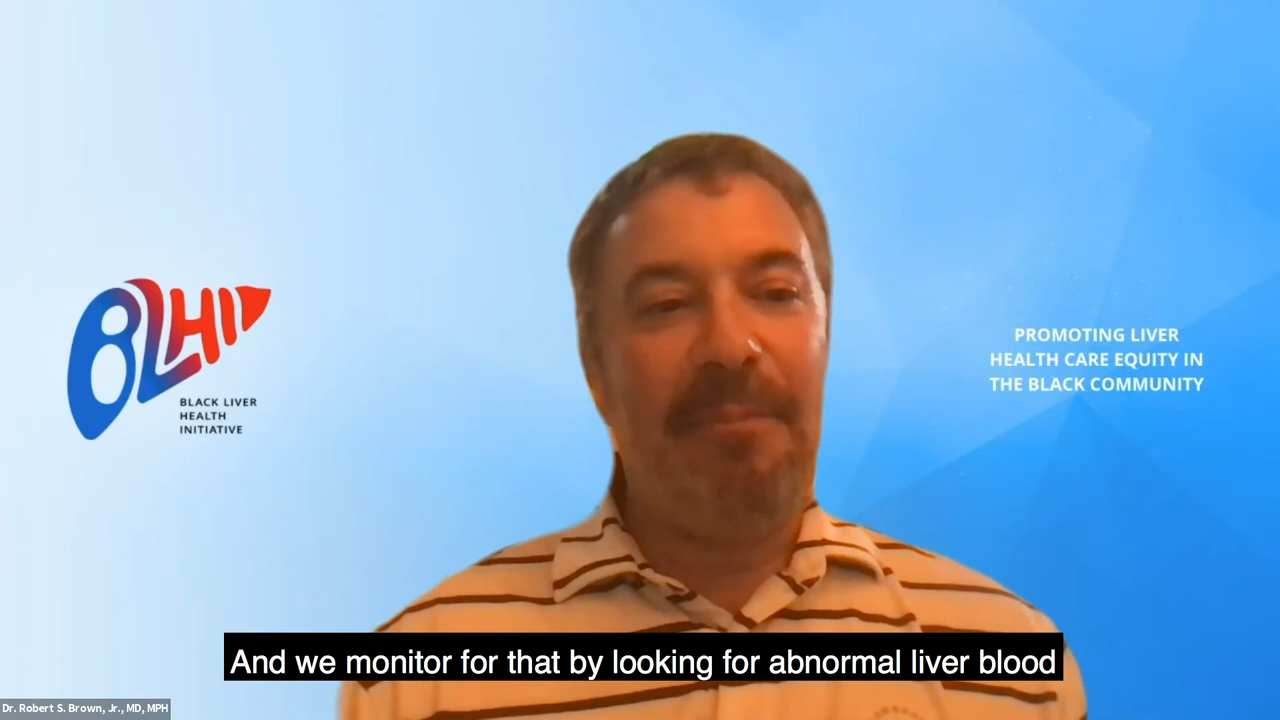 BLHI
BLACK LIVER
HEALTH
INITIATIVE
PROMOTING LIVER
HEALTH CARE EQUITY IN
THE BLACK COMMUNITY
And we monitor for that by looking for abnormal liver blood
Dr. Robert S. Brown, Jr., MD, MPH